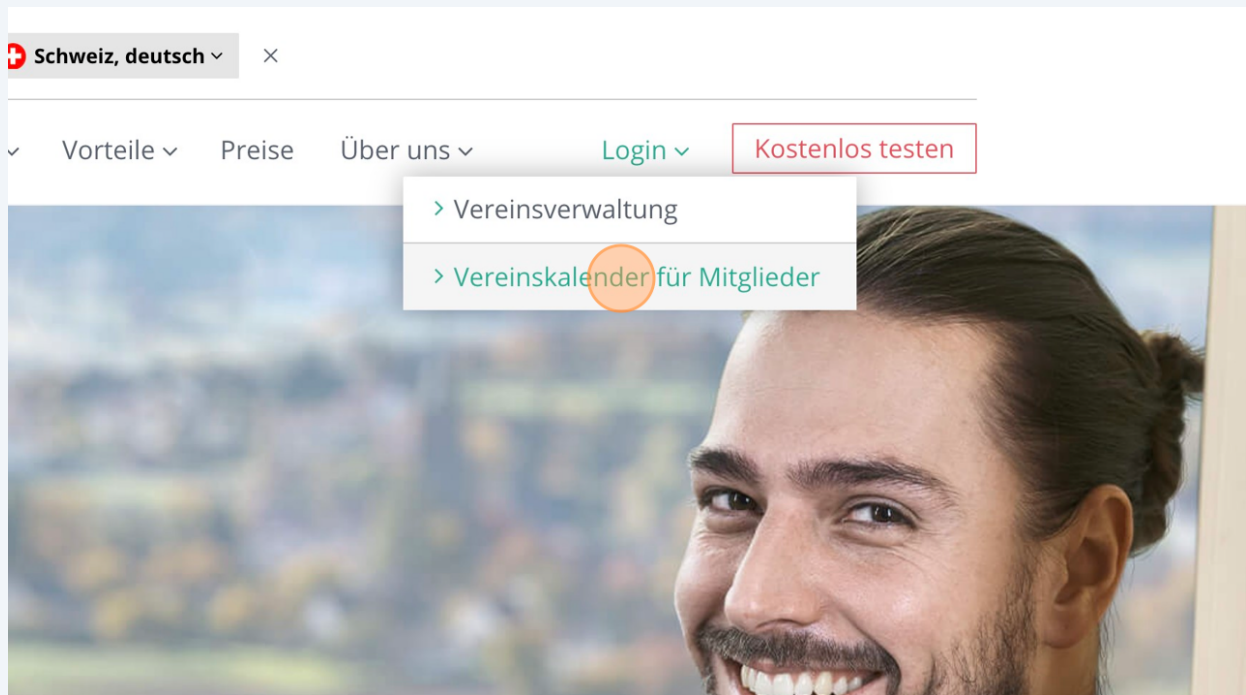 Schweiz, deutsch
Vorteile Preise Über uns Login Kostenlos testen
Vereinsverwaltung
Vereinskalender für Mitglieder